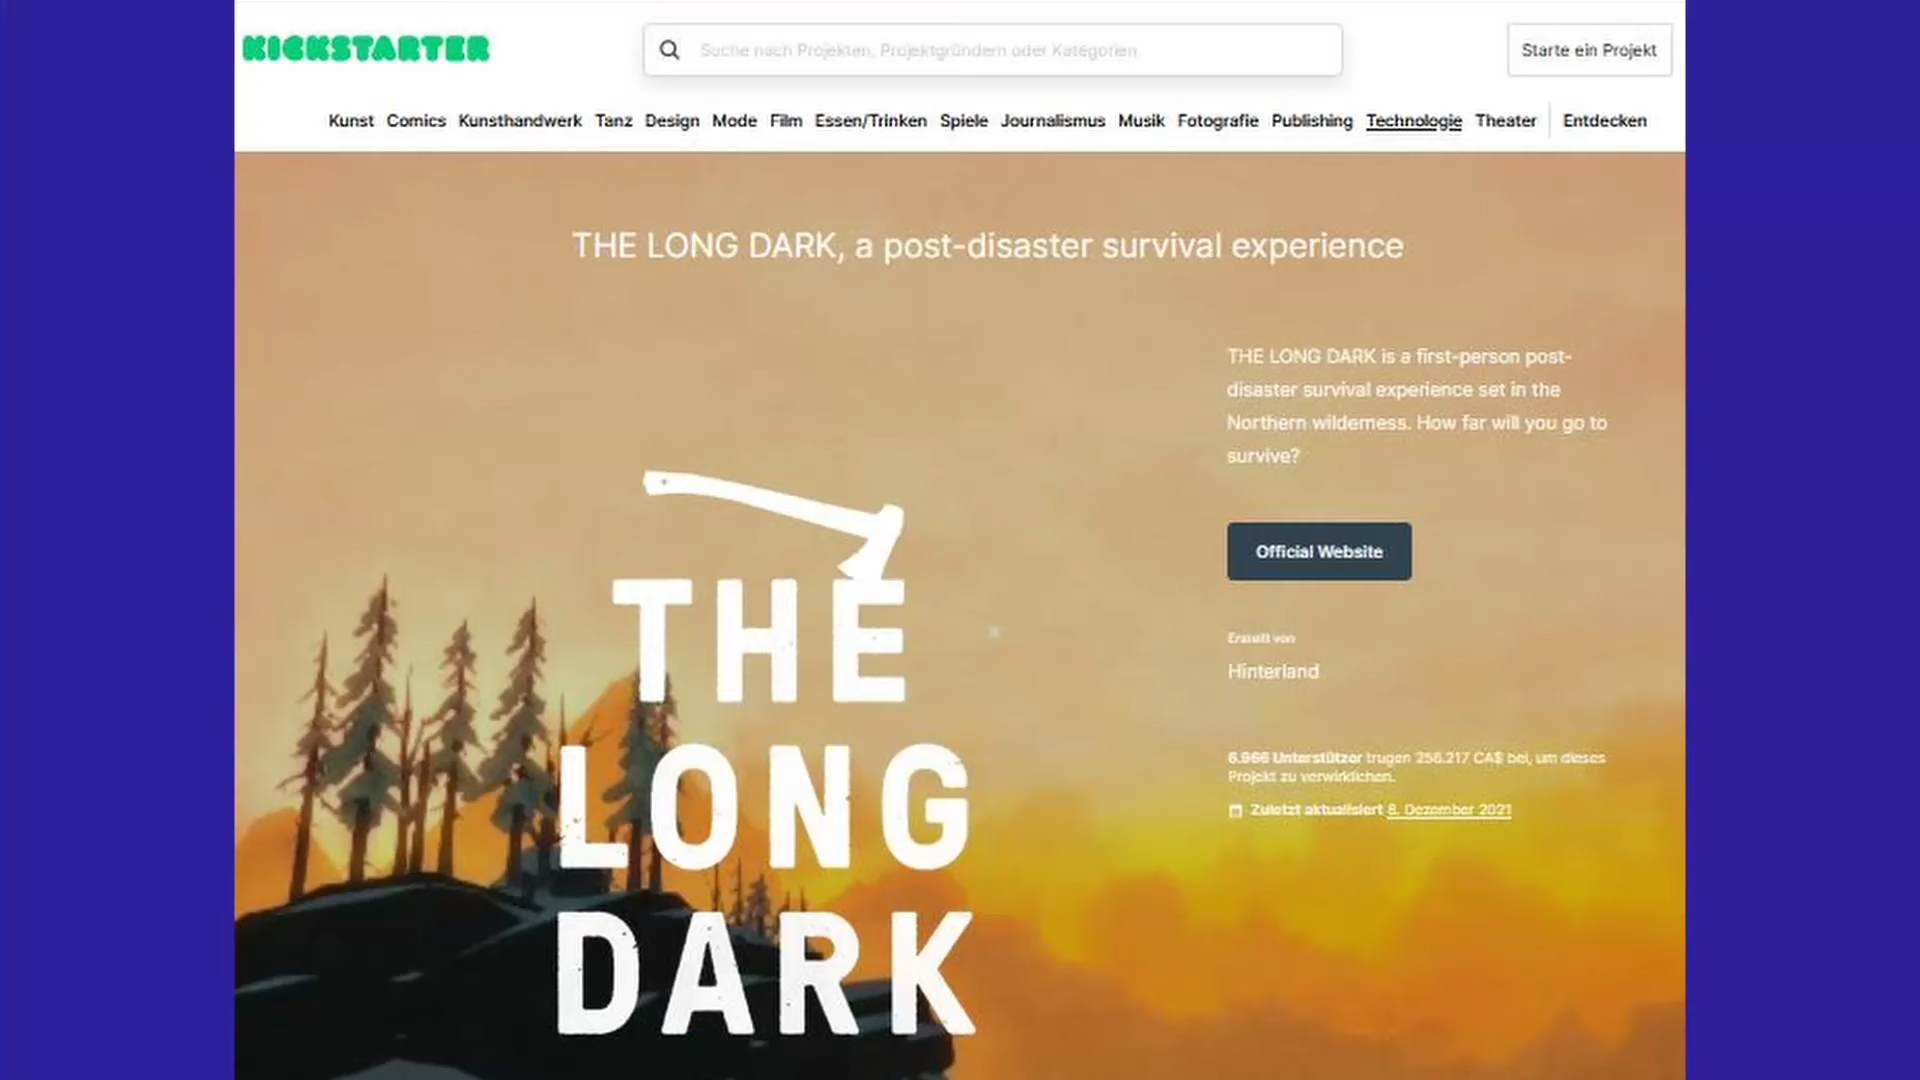 KICKSTARTER
Suche nach Projekten, Projektgründern oder Kategorien
Starte ein Projekt
Kunst Comics Kunsthandwerk Tanz Design Mode Film Essen/Trinken Spiele Journalismus Musik Fotografie Publishing Technologie Theater Entdecken
THE LONG DARK, a post-disaster survival experience
THE LONG DARK is a first-person post-
disaster survival experience set in the
Northern wilderness. How far will you go to
survive?
Official Website
Erstellt von
Hinterland
6.966 Unterstützer trugen 256.217 CA$ bei, um dieses
Projekt zu verwirklichen.
Zuletzt aktualisiert 8. Dezember 2021
THE
LONG
DARK